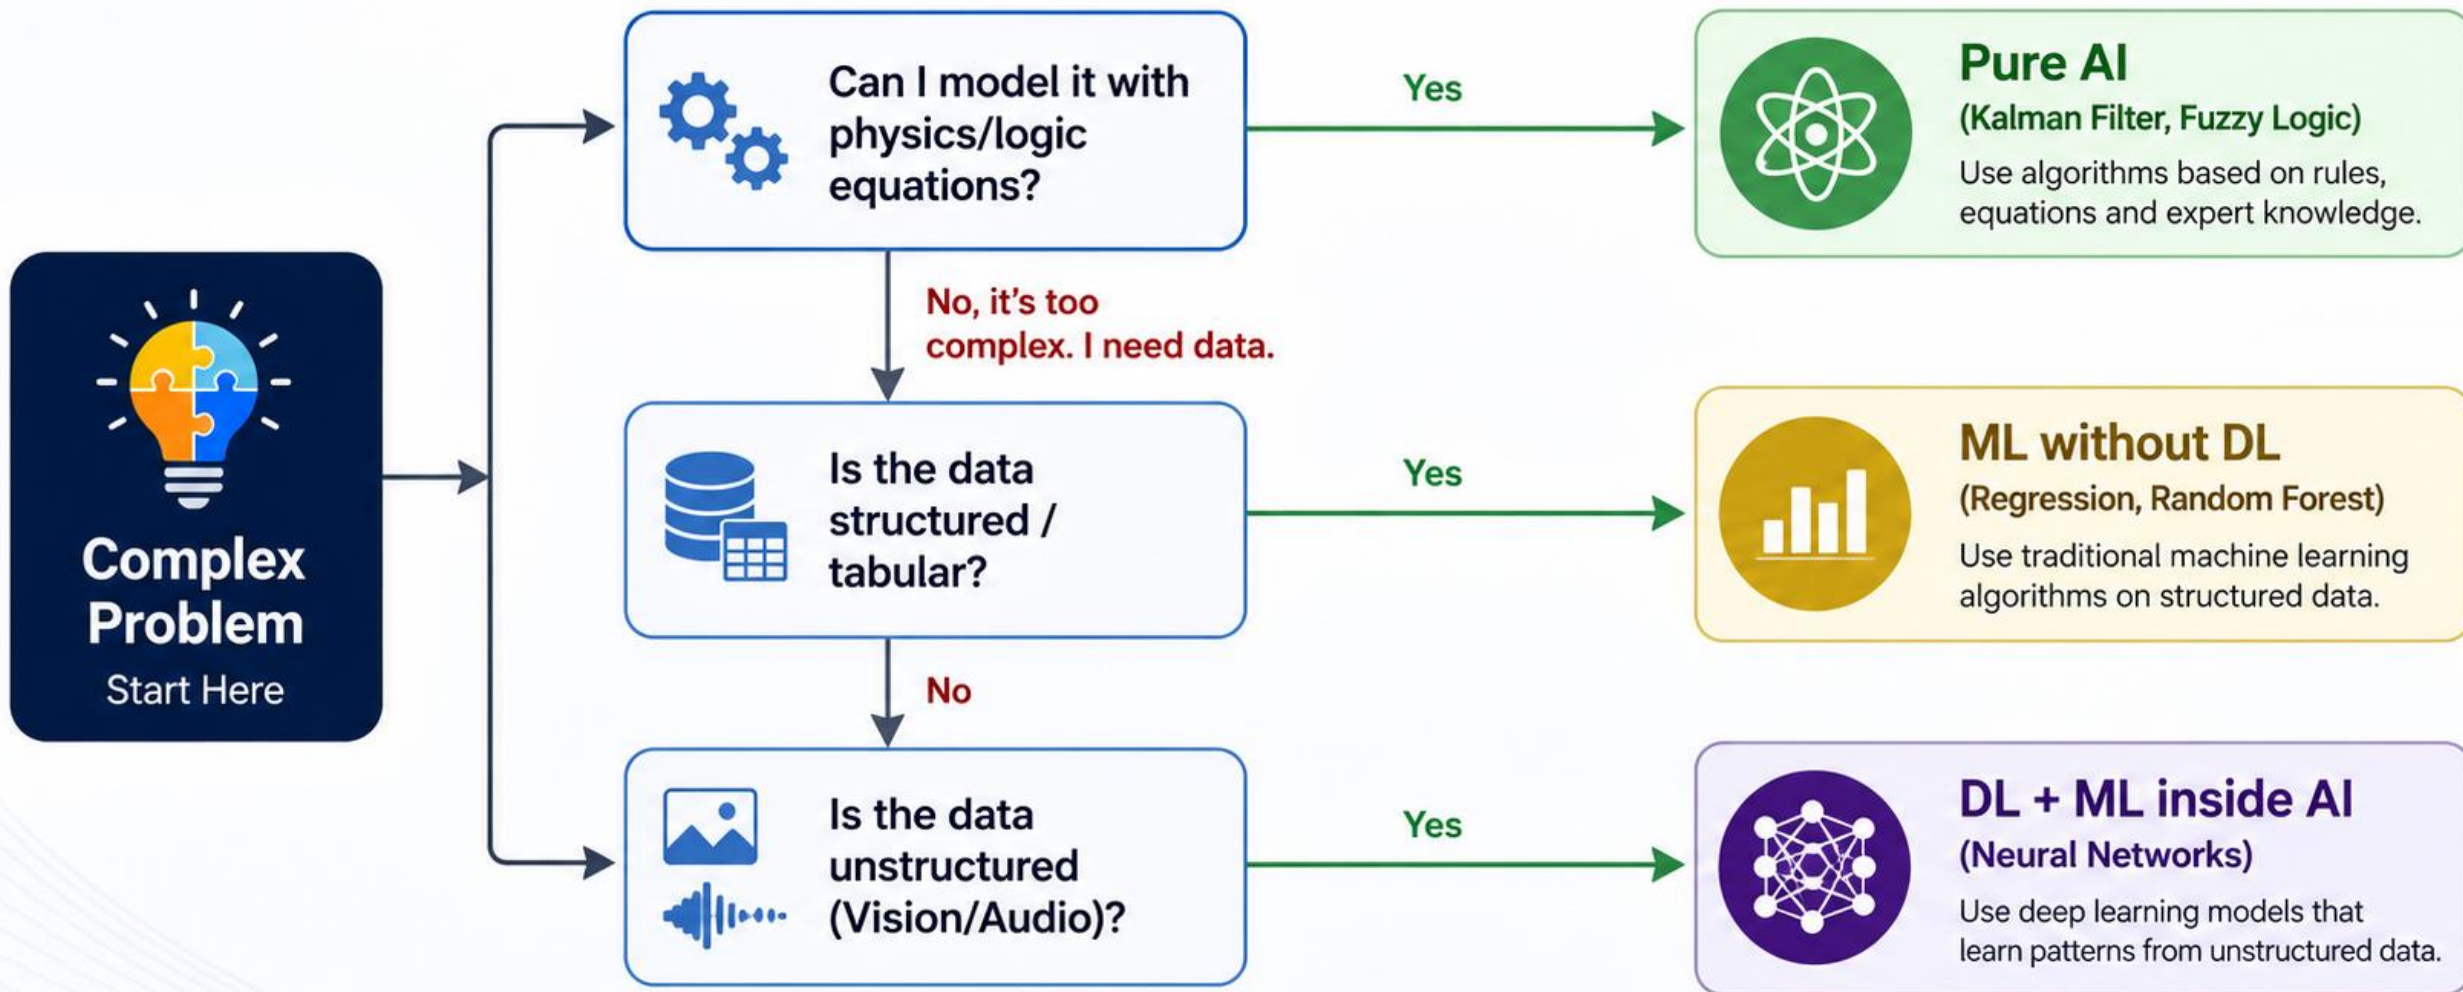 Complex
Problem
Start Here
Can I model it with
physics/logic
equations?
Yes
Pure AI
(Kalman Filter, Fuzzy Logic)
Use algorithms based on rules,
equations and expert knowledge.
No, it's too
complex. I need data.
Is the data
structured /
tabular?
Yes
ML without DL
(Regression, Random Forest)
Use traditional machine learning
algorithms on structured data.
No
Is the data
unstructured
(Vision/Audio)?
Yes
DL + ML inside AI
(Neural Networks)
Use deep learning models that
learn patterns from unstructured data.